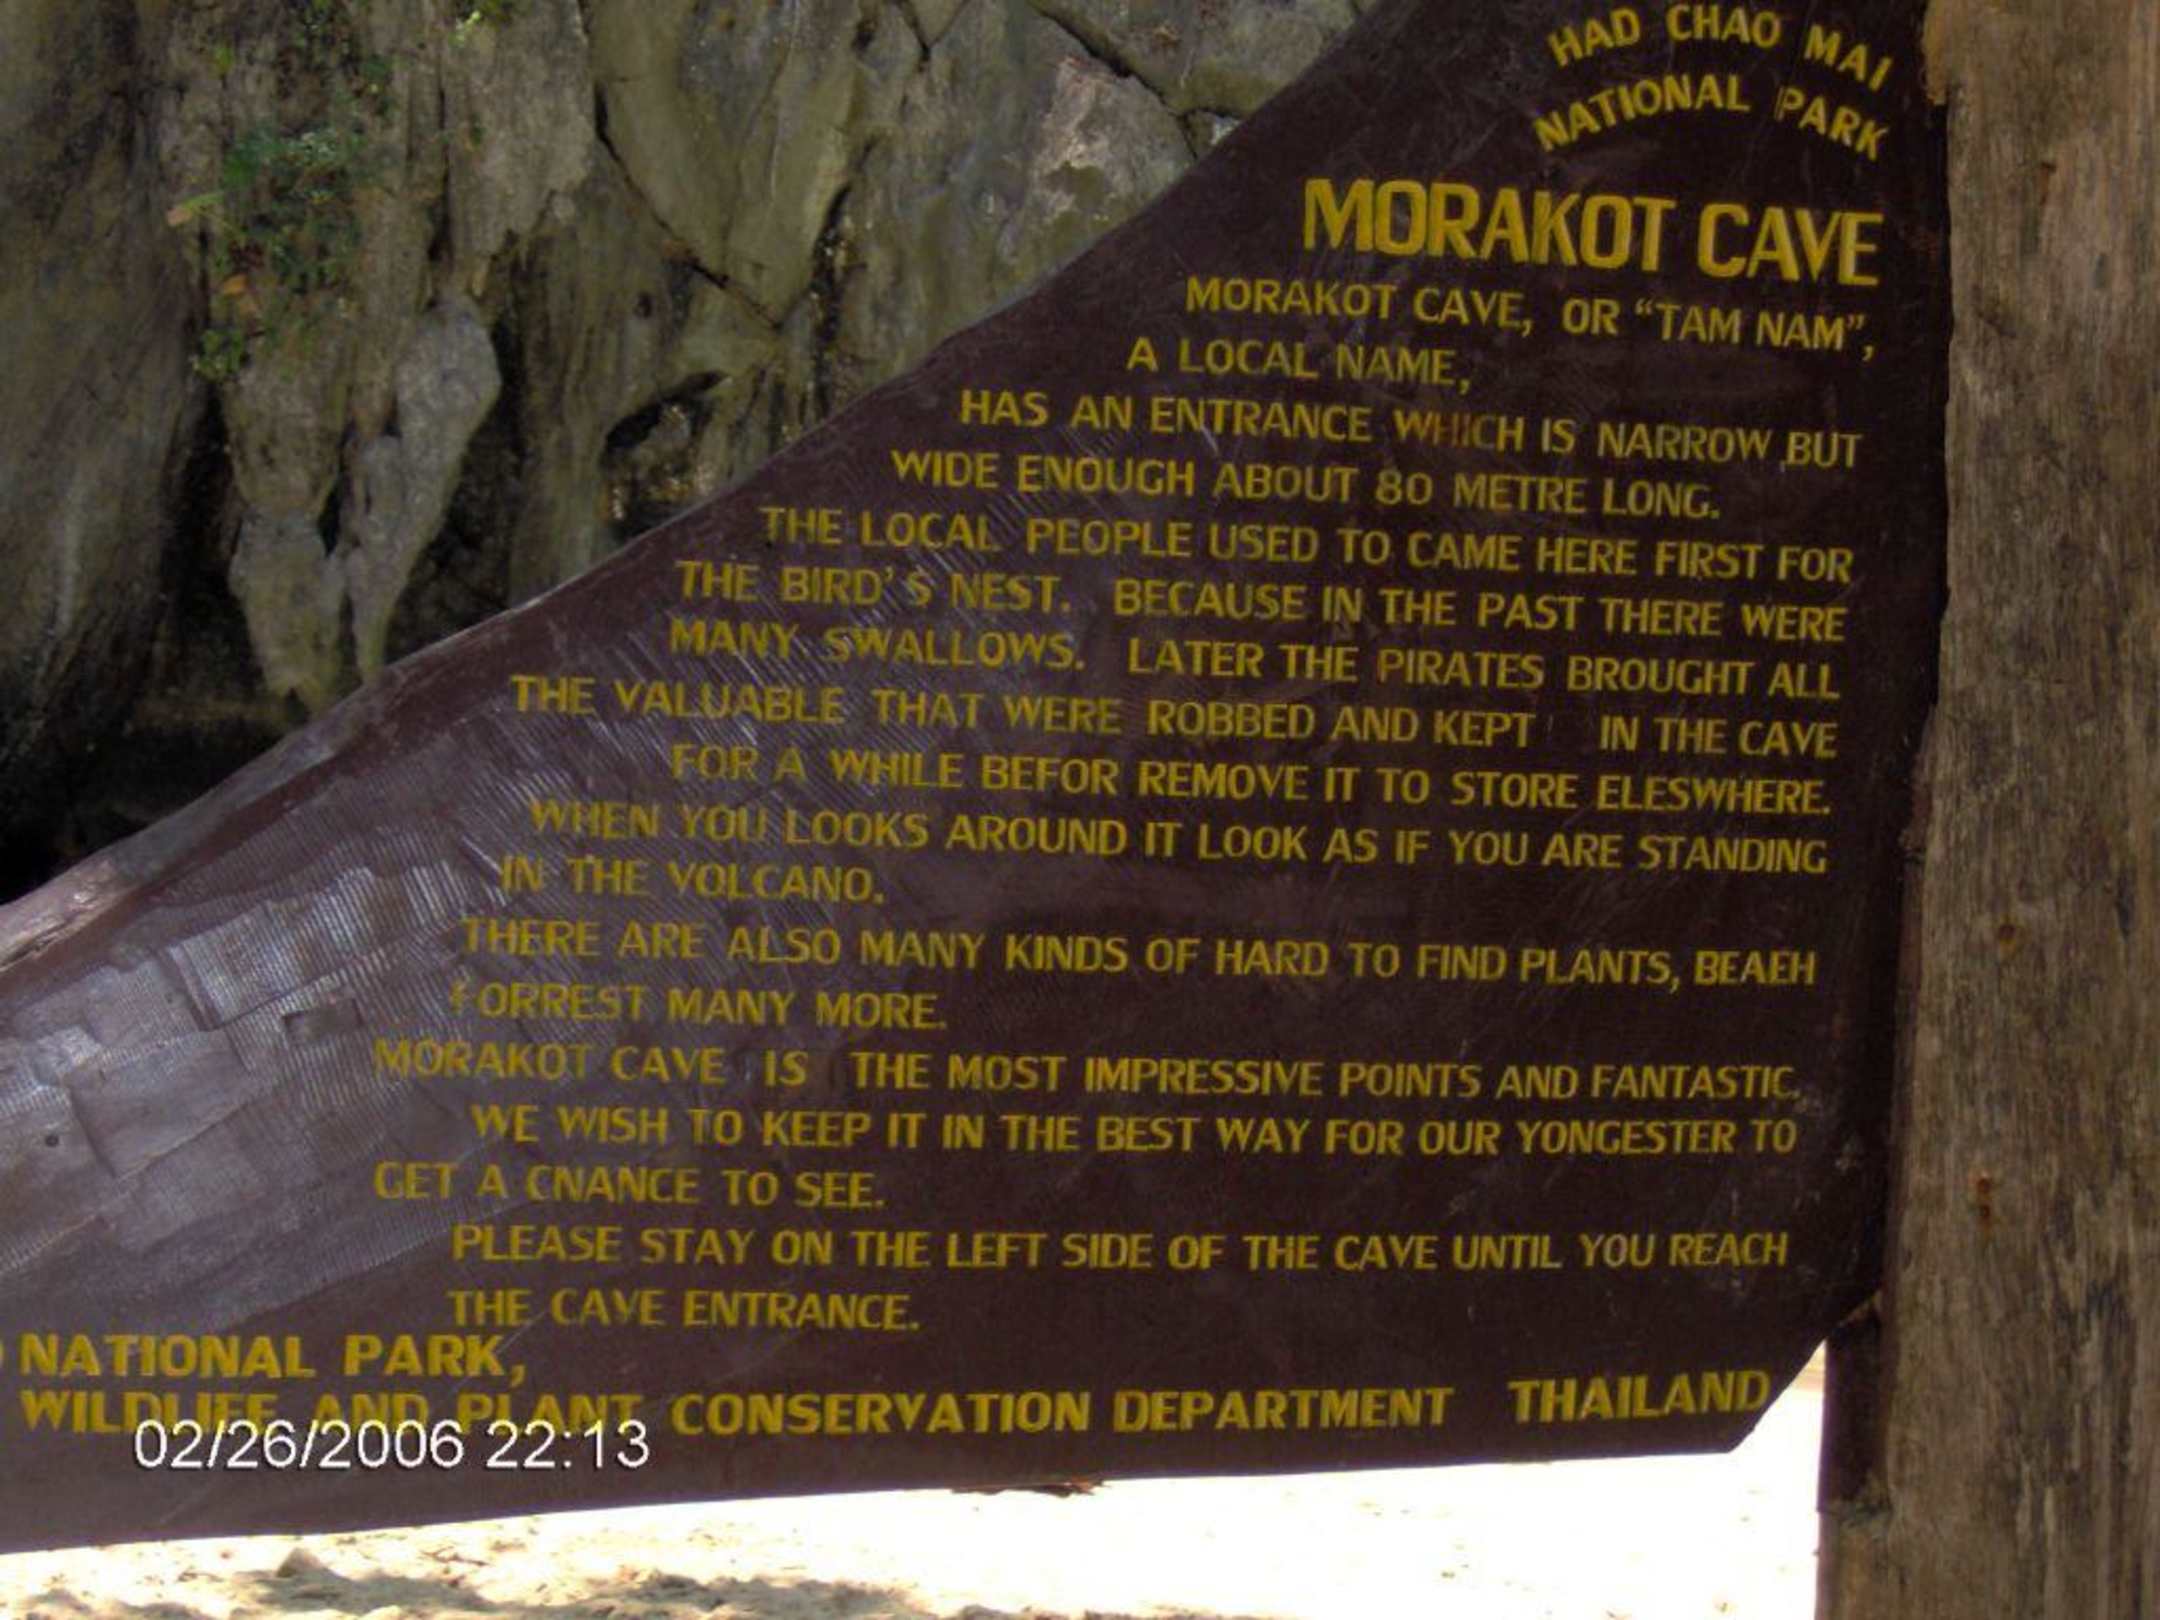 HAD CHAO MAI
NATIONAL PARK
MORAKOT CAVE
MORAKOT CAVE, OR “TAM NAM”,
A LOCAL NAME,
HAS AN ENTRANCE WHICH IS NARROW ,BUT
WIDE ENOUGH ABOUT 80 METRE LONG.
THE LOCAL PEOPLE USED TO CAME HERE FIRST FOR
THE BIRD'S NEST. BECAUSE IN THE PAST THERE WERE
MANY SWALLOWS. LATER THE PIRATES BROUGHT ALL
THE VALUABLE THAT WERE ROBBED AND KEPT IN THE CAVE
FOR A WHILE BEFOR REMOVE IT TO STORE ELESWHERE.
WHEN YOU LOOKS AROUND IT LOOK AS IF YOU ARE STANDING
IN THE VOLCANO.
THERE ARE ALSO MANY KINDS OF HARD TO FIND PLANTS, BEAEH
FORREST MANY MORE.
MORAKOT CAVE IS THE MOST IMPRESSIVE POINTS AND FANTASTIC.
WE WISH TO KEEP IT IN THE BEST WAY FOR OUR YONGESTER TO
GET A CNANCE TO SEE.
PLEASE STAY ON THE LEFT SIDE OF THE CAVE UNTIL YOU REACH
THE CAVE ENTRANCE.
NATIONAL PARK,
WILDLIFE AND PLANT CONSERVATION DEPARTMENT THAILAND
02/26/2006 22:13